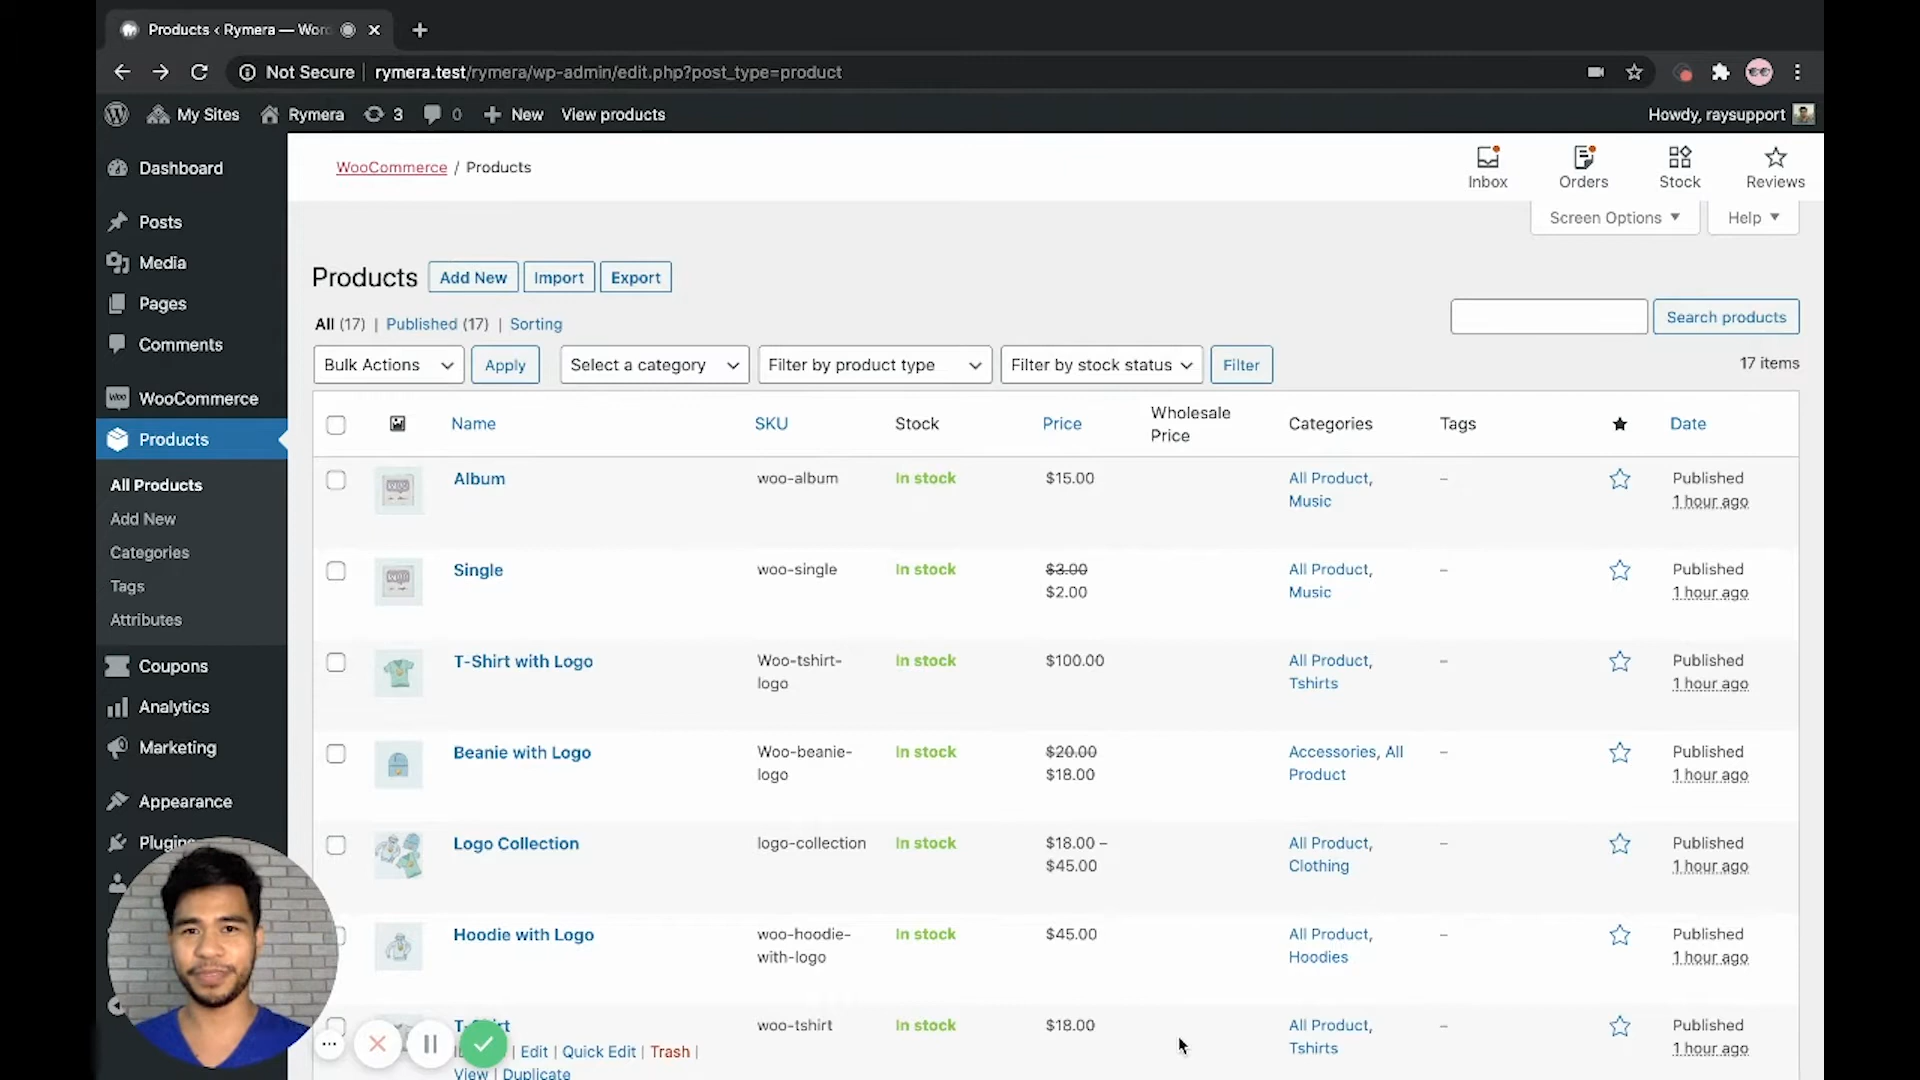 Products ‹ Rymera — Wor
Not Secure rymera.test/rymera/wp-admin/edit.php?post_type=product
My Sites Rymera 3 0 New View products Howdy, raysupport
Dashboard
Posts
Media
Pages
Comments
WooCommerce
Products
All Products
Add New
Categories
Tags
Attributes
Coupons
Analytics
Marketing
Appearance
WooCommerce / Products
Inbox Orders Stock Reviews
Screen Options Help
Products Add New Import Export
All (17) | Published (17) | Sorting
Search products
Bulk Actions Apply Select a category Filter by product type Filter by stock status Filter 17 items
Name SKU Stock Price Wholesale Price Categories Tags Date
Album woo-album In stock $15.00 All Product, Music – Published 1 hour ago
Single woo-single In stock $3.00 $2.00 All Product, Music – Published 1 hour ago
T-Shirt with Logo Woo-tshirt-logo In stock $100.00 All Product, Tshirts – Published 1 hour ago
Beanie with Logo Woo-beanie-logo In stock $20.00 $18.00 Accessories, All Product – Published 1 hour ago
Logo Collection logo-collection In stock $18.00 – $45.00 All Product, Clothing – Published 1 hour ago
Hoodie with Logo woo-hoodie-with-logo In stock $45.00 All Product, Hoodies – Published 1 hour ago
woo-tshirt In stock $18.00 All Product, Tshirts – Published 1 hour ago
| Edit | Quick Edit | Trash |
View | Duplicate